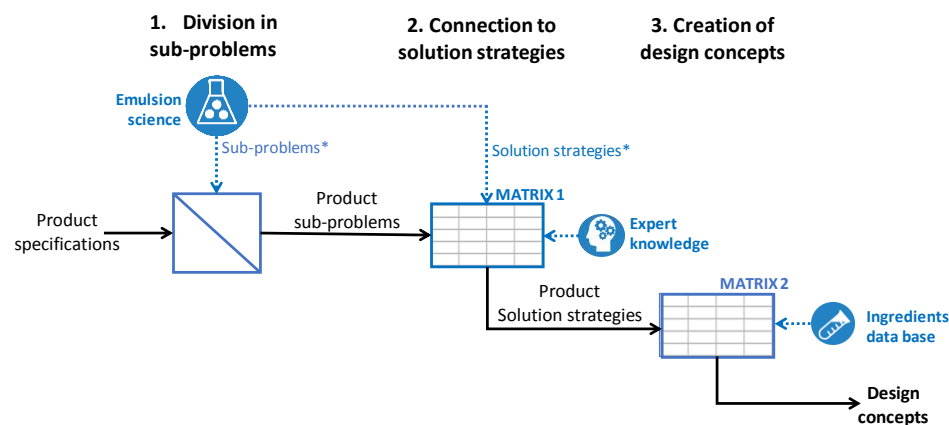 1. Division in
sub-problems
2. Connection to
solution strategies
3. Creation of
design concepts
Emulsion
science
Sub-problems*
Solution strategies*
MATRIX 1
Product
specifications
Product
sub-problems
Expert
knowledge
Product
Solution strategies
MATRIX 2
Ingredients
data base
Design
concepts